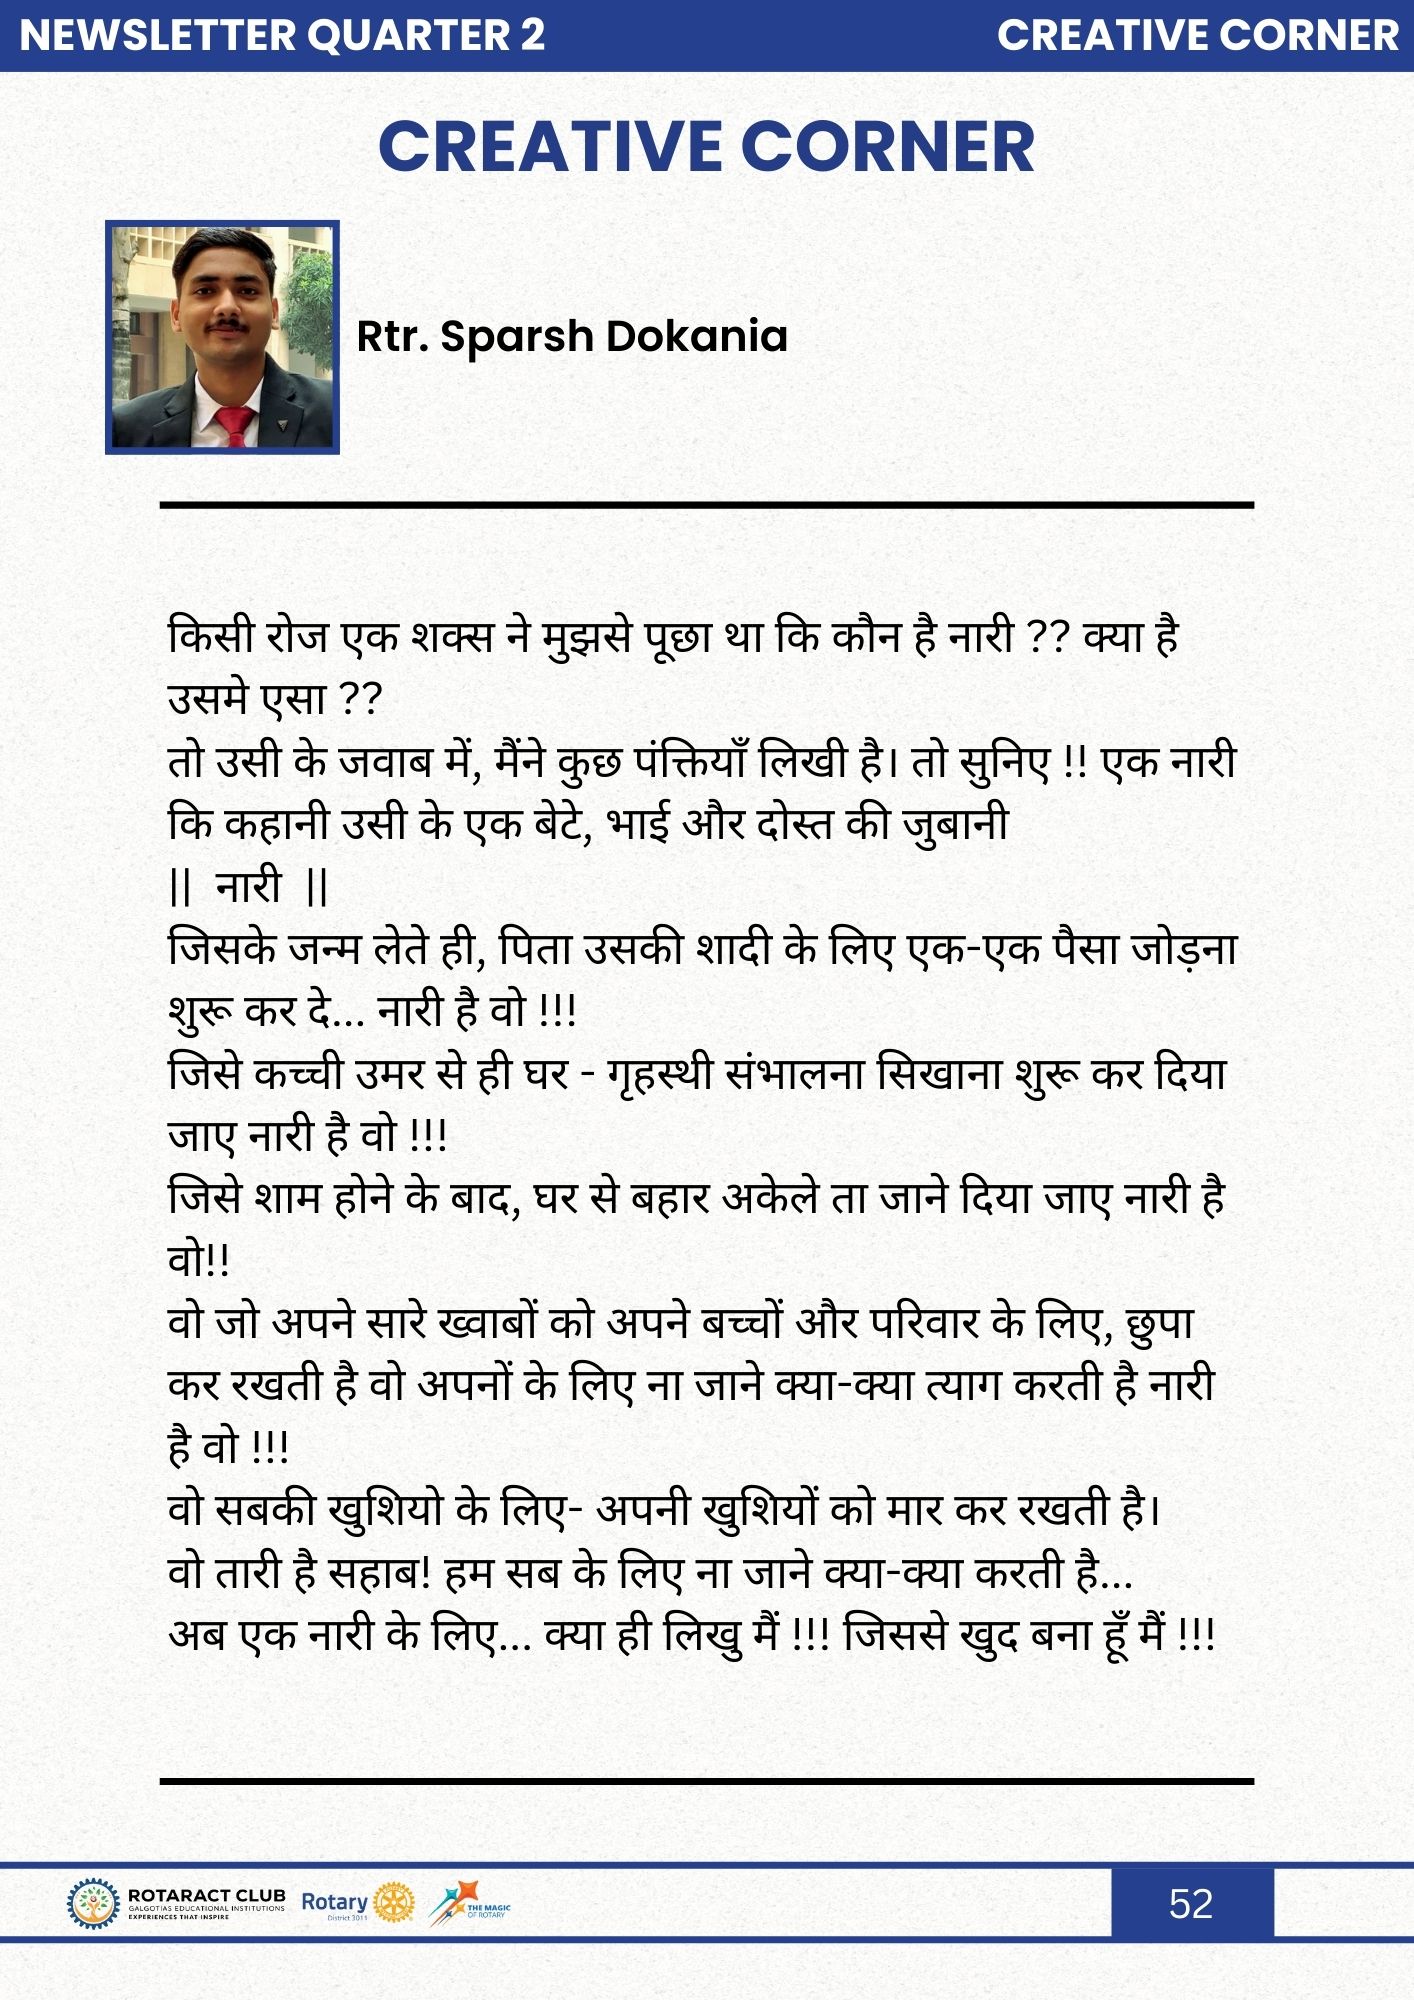 NEWSLETTER QUARTER 2
CREATIVE CORNER
CREATIVE CORNER
Rtr. Sparsh Dokania
किसी रोज एक शक्स ने मुझसे पूछा था कि कौन है नारी ?? क्या है
उसमे एसा ??
तो उसी के जवाब में, मैंने कुछ पंक्तियाँ लिखी है। तो सुनिए !! एक नारी
कि कहानी उसी के एक बेटे, भाई और दोस्त की जुबानी
|| नारी ||
जिसके जन्म लेते ही, पिता उसकी शादी के लिए एक-एक पैसा जोड़ना
शुरू कर दे... नारी है वो !!!
जिसे कच्ची उमर से ही घर - गृहस्थी संभालना सिखाना शुरू कर दिया
जाए नारी है वो !!!
जिसे शाम होने के बाद, घर से बहार अकेले ता जाने दिया जाए नारी है
वो!!
वो जो अपने सारे ख्वाबों को अपने बच्चों और परिवार के लिए, छुपा
कर रखती है वो अपनों के लिए ना जाने क्या-क्या त्याग करती है नारी
है वो !!!
वो सबकी खुशियो के लिए- अपनी खुशियों को मार कर रखती है।
वो तारी है सहाब! हम सब के लिए ना जाने क्या-क्या करती है...
अब एक नारी के लिए... क्या ही लिखु मैं !!! जिससे खुद बना हूँ मैं !!!
ROTARACT CLUB
GALGOTIAS EDUCATIONAL INSTITUTIONS
EXPERIENCES THAT INSPIRE
Rotary
District 3011
THE MAGIC
OF ROTARY
52